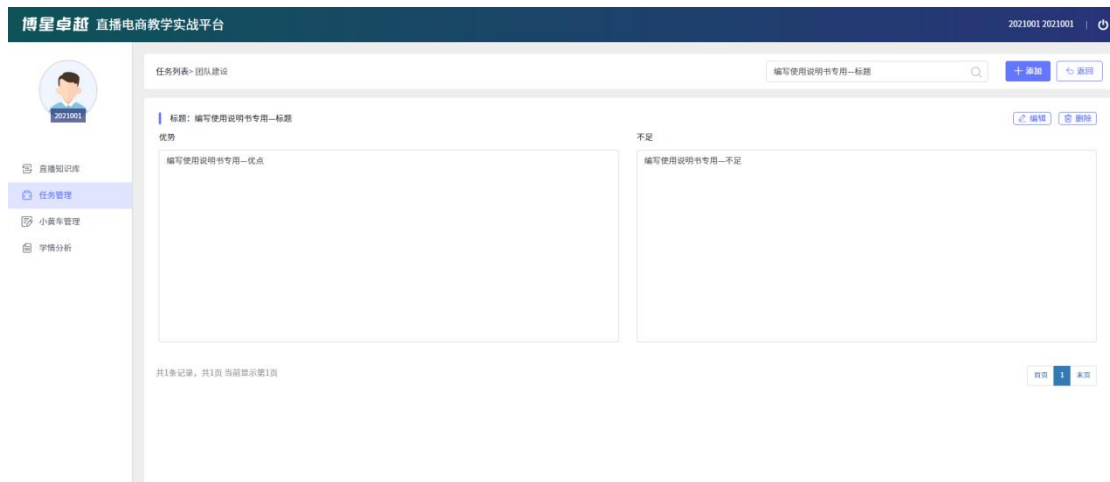 博星卓越 直播电商教学实战平台
2021001 2021001
2021001
直播知识库
任务管理
小黄车管理
学情分析
任务列表> 团队建设
编写使用说明书专用—标题
添加
返回
标题：编写使用说明书专用—标题
编辑
删除
优势
不足
编写使用说明书专用—优点
编写使用说明书专用—不足
共1条记录，共1页 当前显示第1页
首页 1 末页